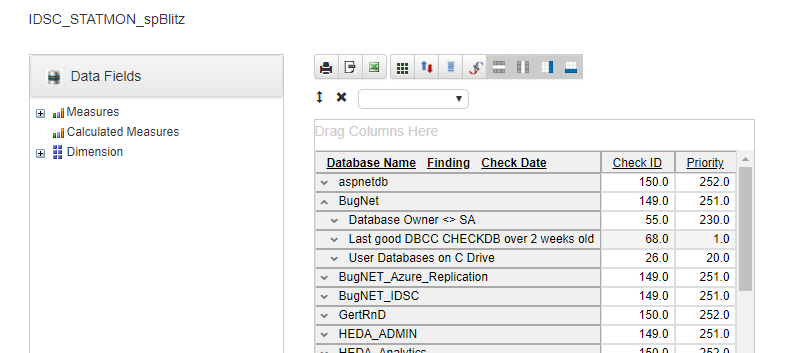 IDSC_STATMON_spBlitz
Data Fields
Measures
Calculated Measures
Dimension
Drag Columns Here
Database Name Finding Check Date Check ID Priority
aspnetdb 150.0 252.0
BugNet 149.0 251.0
Database Owner <> SA 55.0 230.0
Last good DBCC CHECKDB over 2 weeks old 68.0 1.0
User Databases on C Drive 26.0 20.0
BugNET_Azure_Replication 149.0 251.0
BugNET_IDSC 149.0 251.0
GertRnD 150.0 252.0
HEDA_ADMIN 149.0 251.0
HEDA_Analytics 150.0 252.0